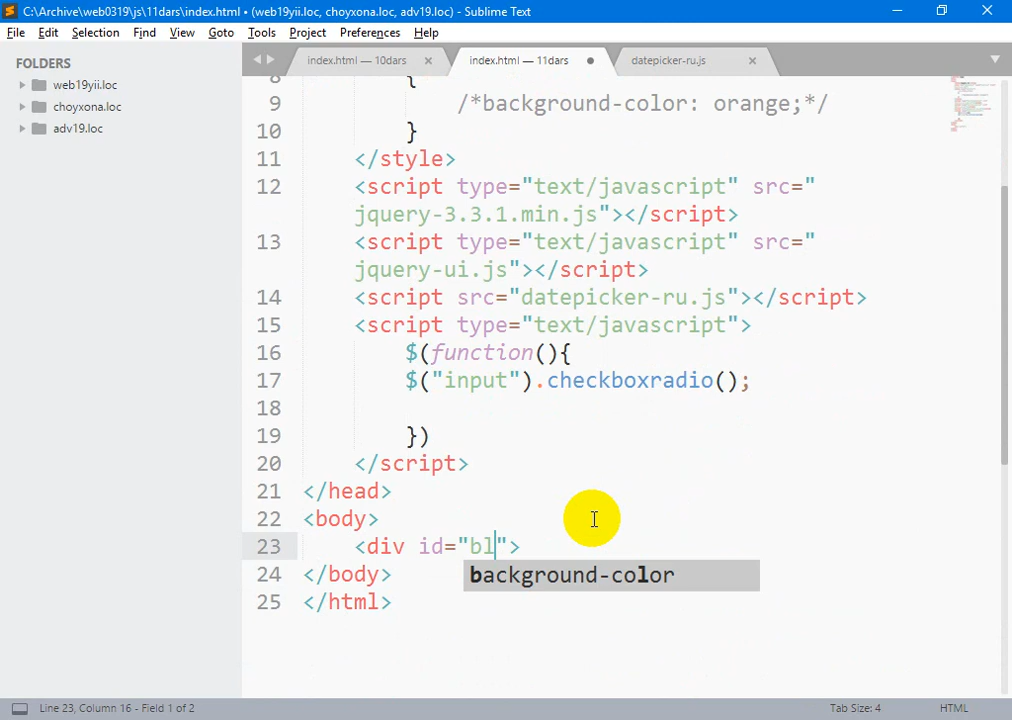 C:\Archive\web0319\js\11dars\index.html • (web19yii.loc, choyxona.loc, adv19.loc) - Sublime Text
File Edit Selection Find View Goto Tools Project Preferences Help
FOLDERS
web19yii.loc
choyxona.loc
adv19.loc
index.html — 10dars
index.html — 11dars
datepicker-ru.js
8 {
9 /*background-color: orange;*/
10 }
11 </style>
12 <script type="text/javascript" src="
jquery-3.3.1.min.js"></script>
13 <script type="text/javascript" src="
jquery-ui.js"></script>
14 <script src="datepicker-ru.js"></script>
15 <script type="text/javascript">
16 $(function(){
17 $("input").checkboxradio();
18
19 })
20 </script>
21 </head>
22 <body>
23 <div id="bl">
background-color
24 </body>
25 </html>
Line 23, Column 16 - Field 1 of 2
Tab Size: 4
HTML